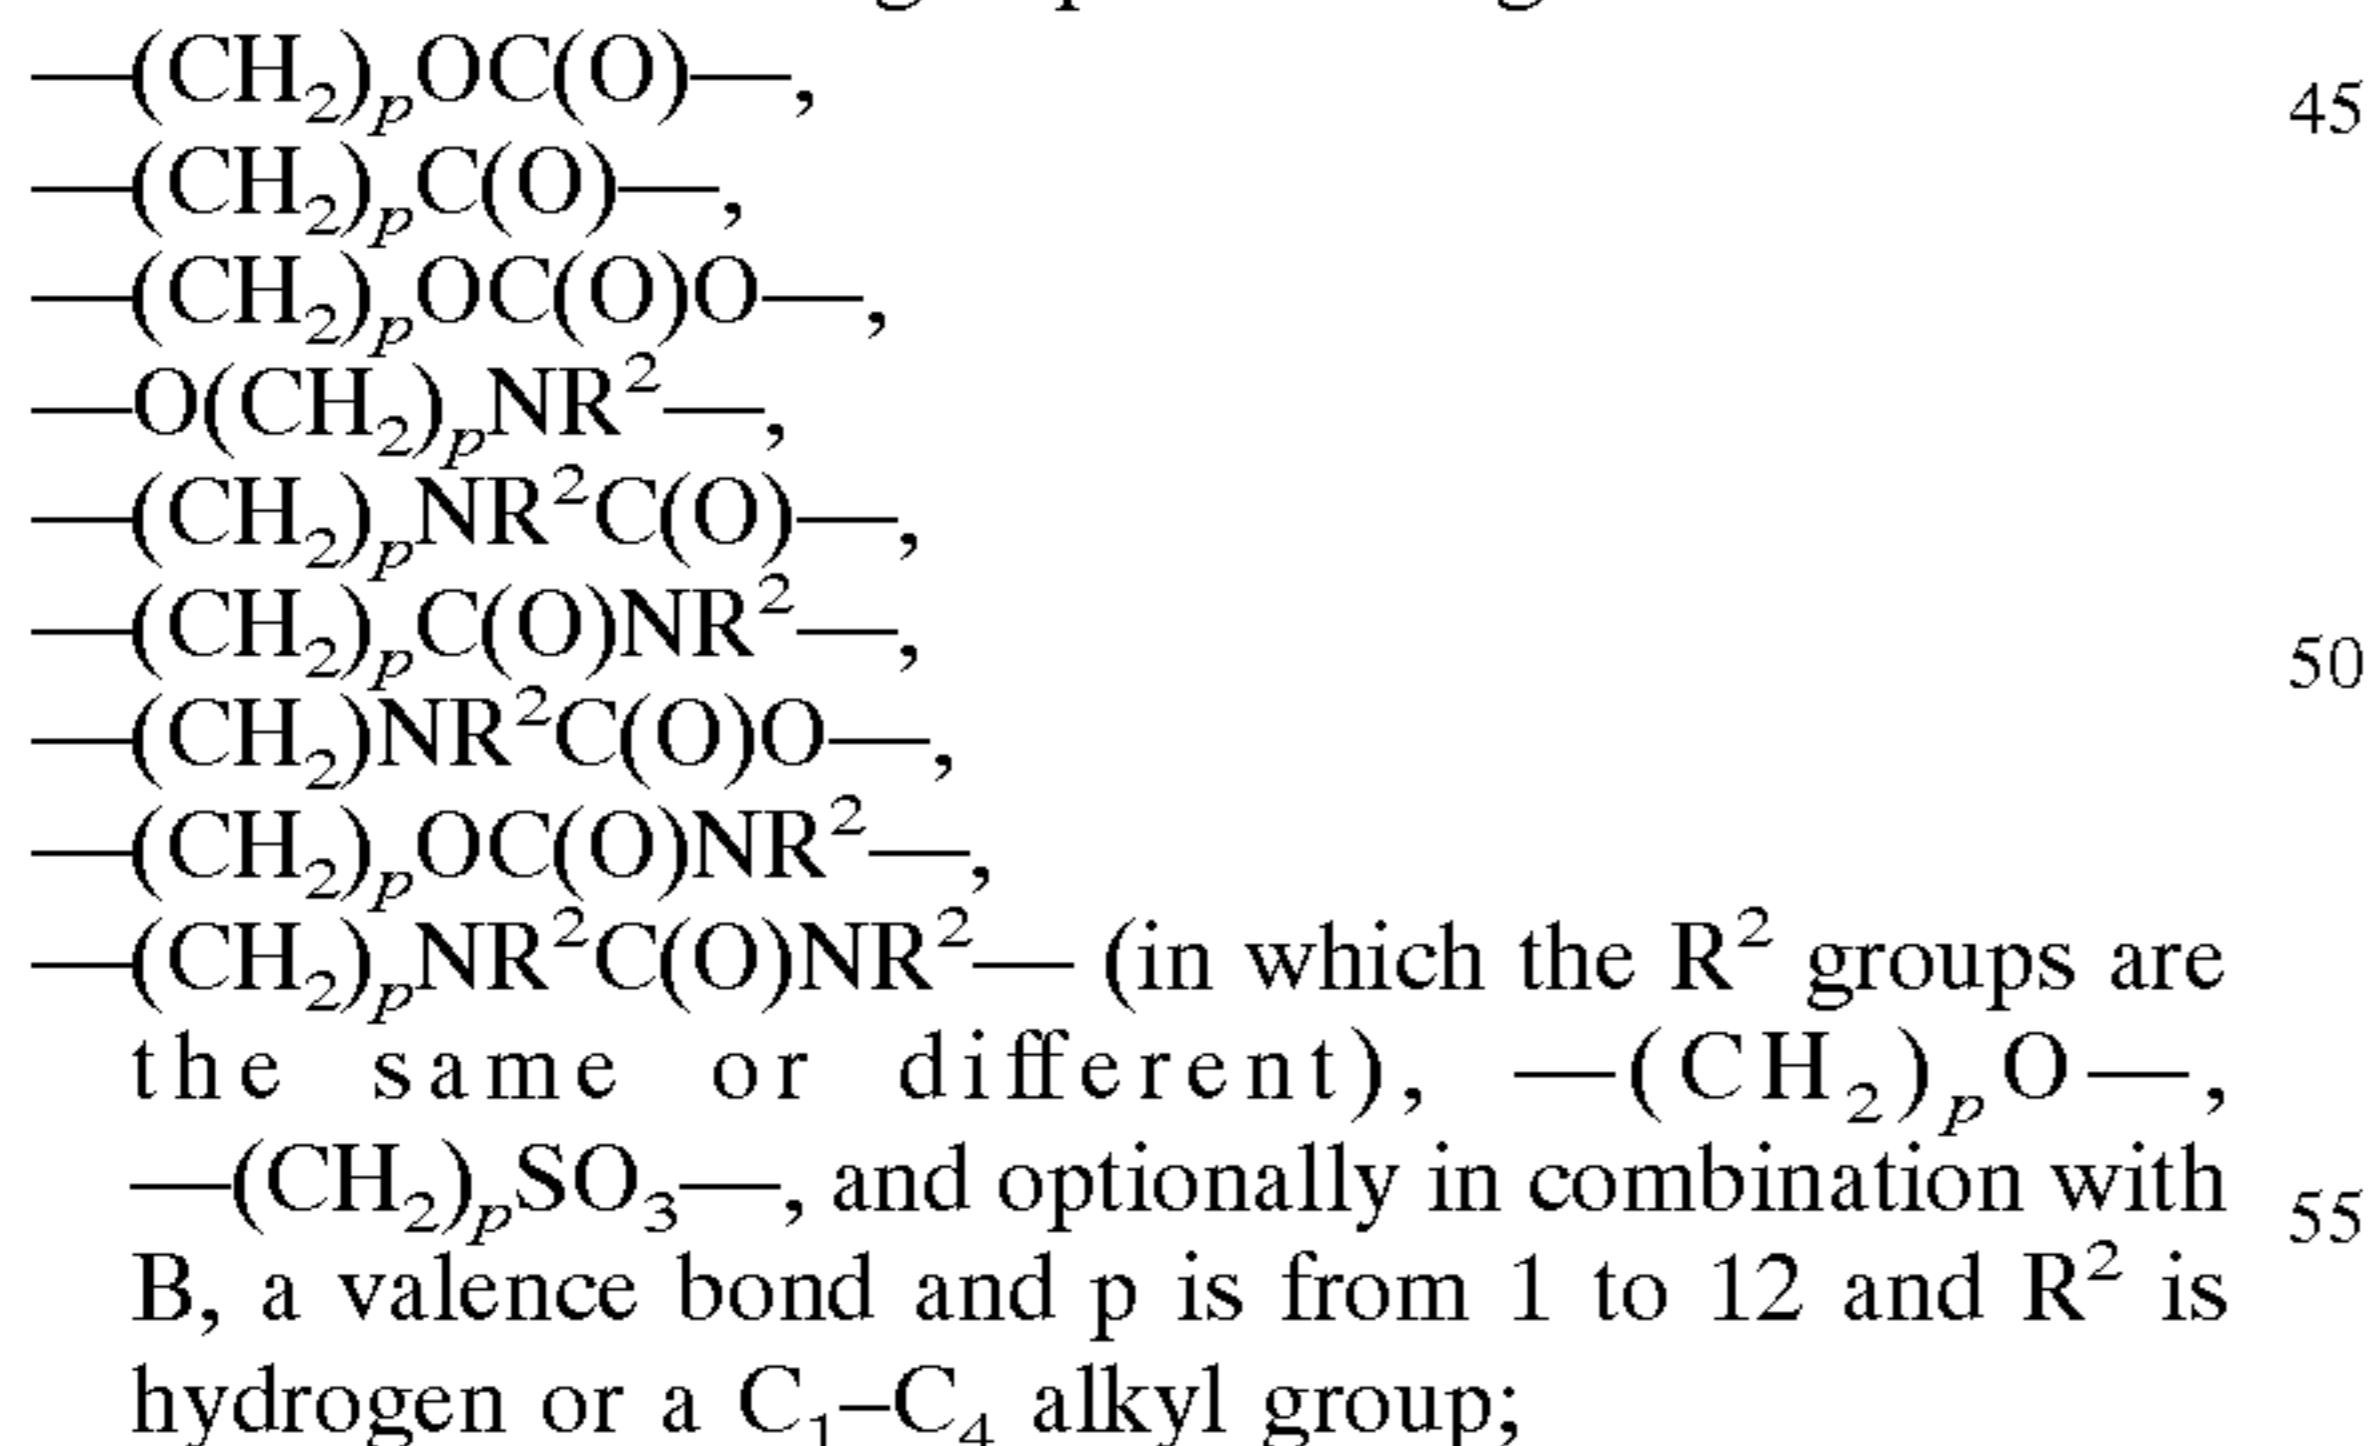 —(CH₂)ₚOC(O)—, 45
—(CH₂)ₚC(O)—,
—(CH₂)ₚOC(O)O—,
—O(CH₂)ₚNR²—,
—(CH₂)ₚNR²C(O)—,
—(CH₂)ₚC(O)NR²—, 50
—(CH₂)NR²C(O)O—,
—(CH₂)ₚOC(O)NR²—,
—(CH₂)ₚNR²C(O)NR²— (in which the R² groups are
the same or different), —(CH₂)ₚO—,
—(CH₂)ₚSO₃—, and optionally in combination with 55
B, a valence bond and p is from 1 to 12 and R² is
hydrogen or a C₁–C₄ alkyl group;